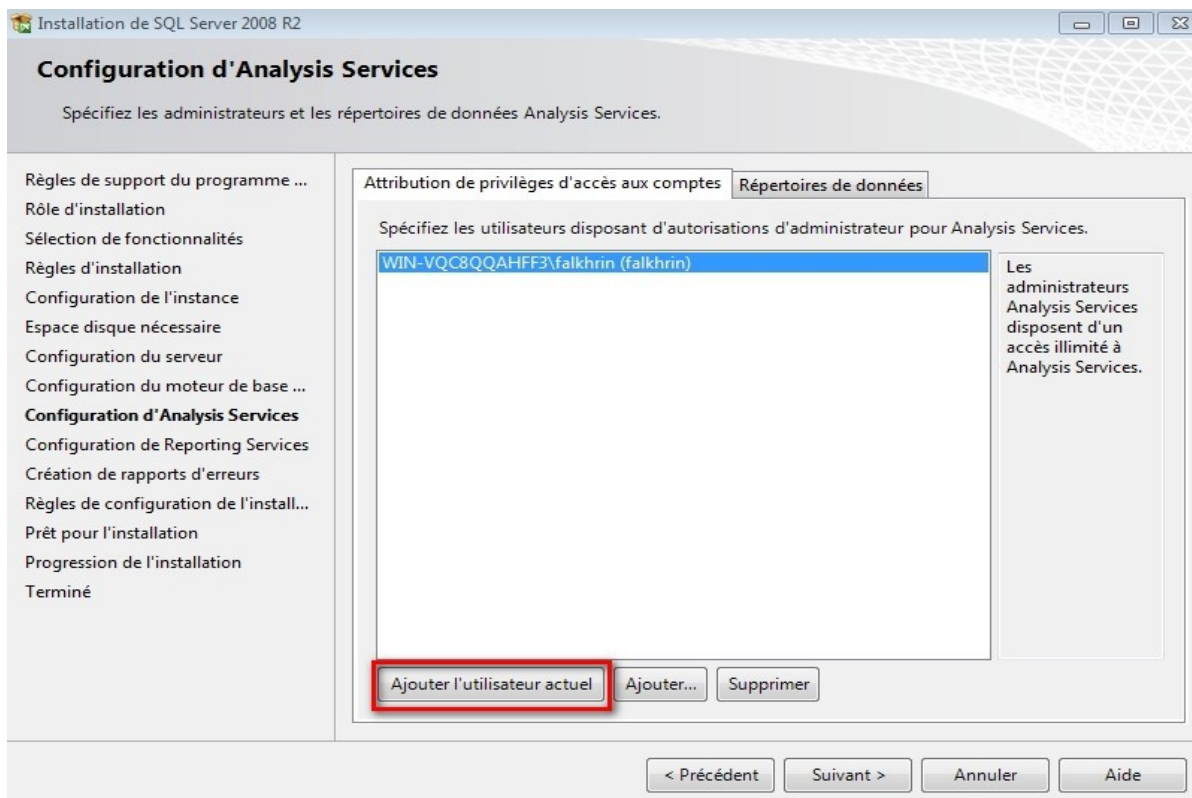 Installation de SQL Server 2008 R2
Configuration d'Analysis Services
Spécifiez les administrateurs et les répertoires de données Analysis Services.
Règles de support du programme ...
Rôle d'installation
Sélection de fonctionnalités
Règles d'installation
Configuration de l'instance
Espace disque nécessaire
Configuration du serveur
Configuration du moteur de base ...
Configuration d'Analysis Services
Configuration de Reporting Services
Création de rapports d'erreurs
Règles de configuration de l'install...
Prêt pour l'installation
Progression de l'installation
Terminé
Attribution de privilèges d'accès aux comptes
Répertoires de données
Spécifiez les utilisateurs disposant d'autorisations d'administrateur pour Analysis Services.
WIN-VQC8QQAHFF3\falkhrin (falkhrin)
Les
administrateurs
Analysis Services
disposent d'un
accès illimité à
Analysis Services.
Ajouter l'utilisateur actuel
Ajouter...
Supprimer
< Précédent
Suivant >
Annuler
Aide